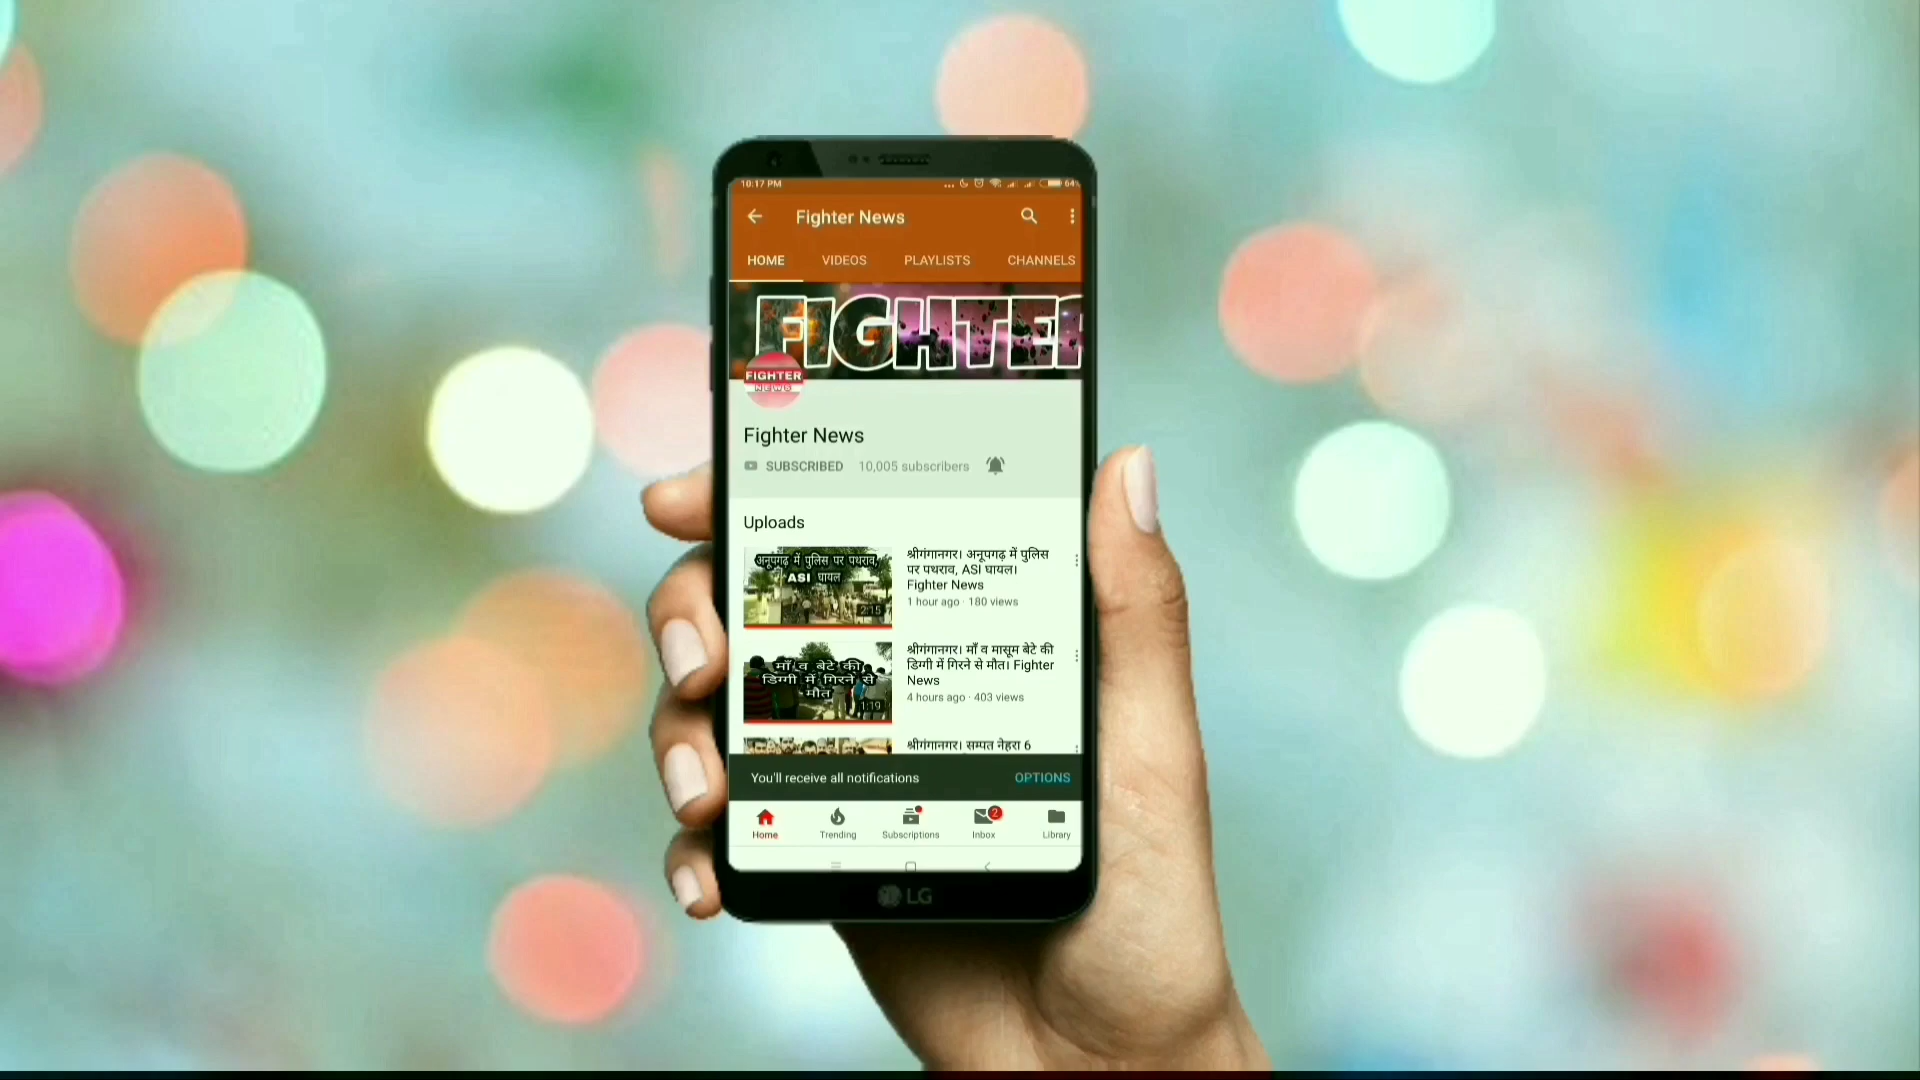 10:17 PM ... 64%
Fighter News
HOME VIDEOS PLAYLISTS CHANNELS
FIGHTER
FIGHTER
NEWS
Fighter News
SUBSCRIBED 10,005 subscribers
Uploads
अनूपगढ़ में पुलिस पर पथराव,
ASI घायल
2:15
श्रीगंगानगर। अनूपगढ़ में पुलिस
पर पथराव, ASI घायल।
Fighter News
1 hour ago · 180 views
माँ व बेटे की
डिग्गी में गिरने से
मौत
1:19
श्रीगंगानगर। माँ व मासूम बेटे की
डिग्गी में गिरने से मौत। Fighter
News
4 hours ago · 403 views
श्रीगंगानगर। सम्पत नेहरा 6
You'll receive all notifications OPTIONS
Home Trending Subscriptions 2 Inbox Library
LG